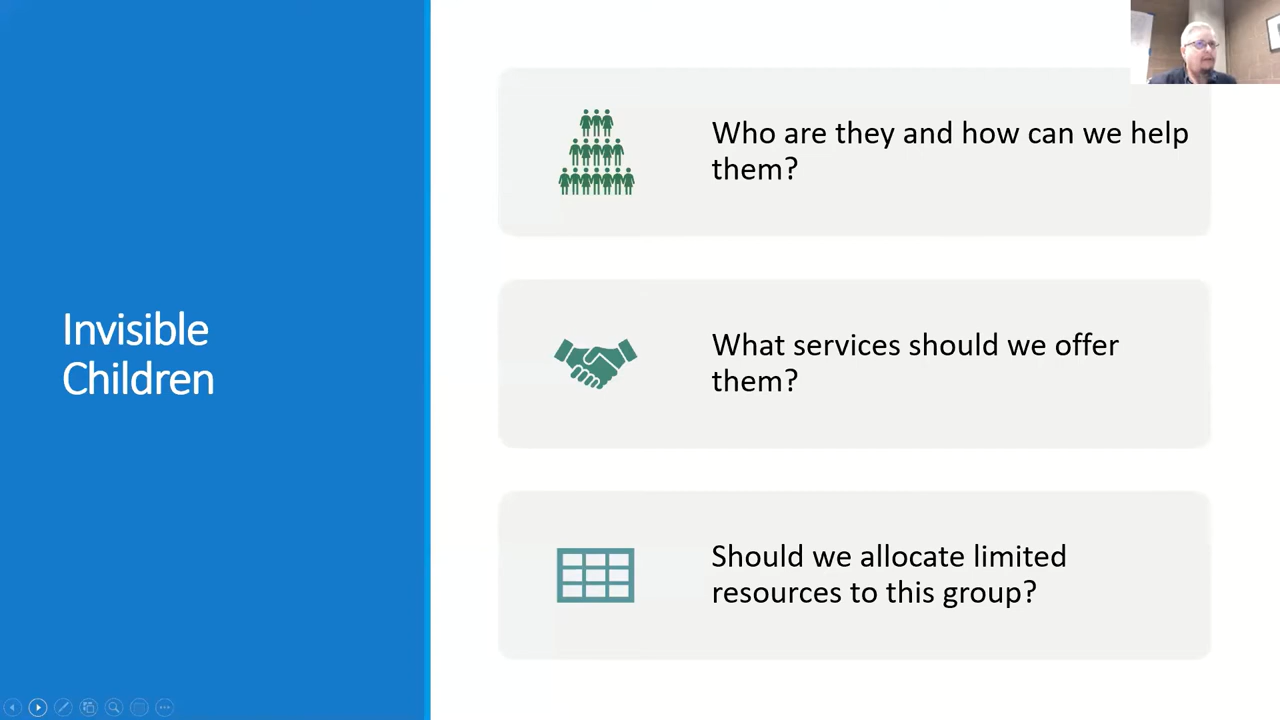 Invisible
Children
Who are they and how can we help
them?
What services should we offer
them?
Should we allocate limited
resources to this group?